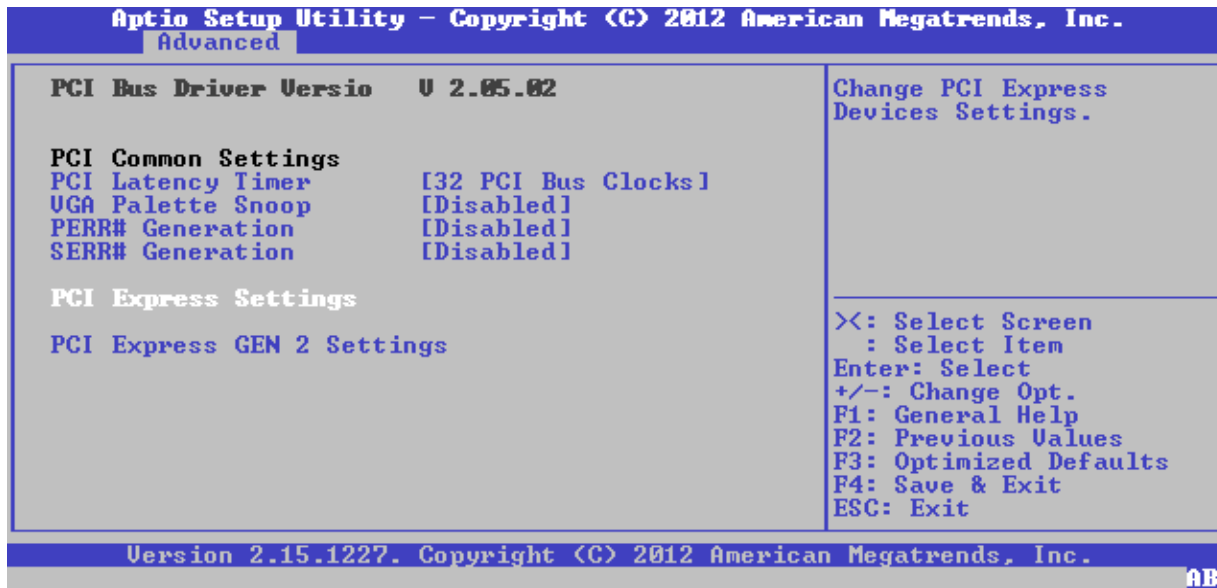 Aptio Setup Utility – Copyright (C) 2012 American Megatrends, Inc.
Advanced
PCI Bus Driver Versio V 2.05.02
PCI Common Settings
PCI Latency Timer [32 PCI Bus Clocks]
VGA Palette Snoop [Disabled]
PERR# Generation [Disabled]
SERR# Generation [Disabled]
PCI Express Settings
PCI Express GEN 2 Settings
Change PCI Express
Devices Settings.
><: Select Screen
: Select Item
Enter: Select
+/-: Change Opt.
F1: General Help
F2: Previous Values
F3: Optimized Defaults
F4: Save & Exit
ESC: Exit
Version 2.15.1227. Copyright (C) 2012 American Megatrends, Inc.
AB